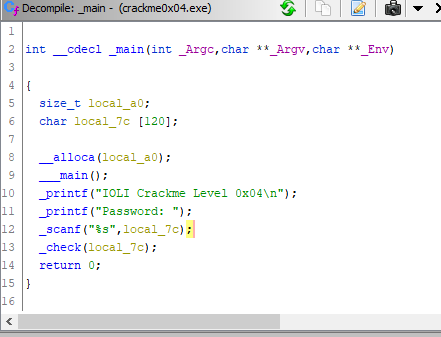 Decompile: _main - (crackme0x04.exe)
1
2 int __cdecl _main(int _Argc,char **_Argv,char **_Env)
3
4 {
5 size_t local_a0;
6 char local_7c [120];
7
8 __alloca(local_a0);
9 ___main();
10 _printf("IOLI Crackme Level 0x04\n");
11 _printf("Password: ");
12 _scanf("%s",local_7c);
13 _check(local_7c);
14 return 0;
15 }
16